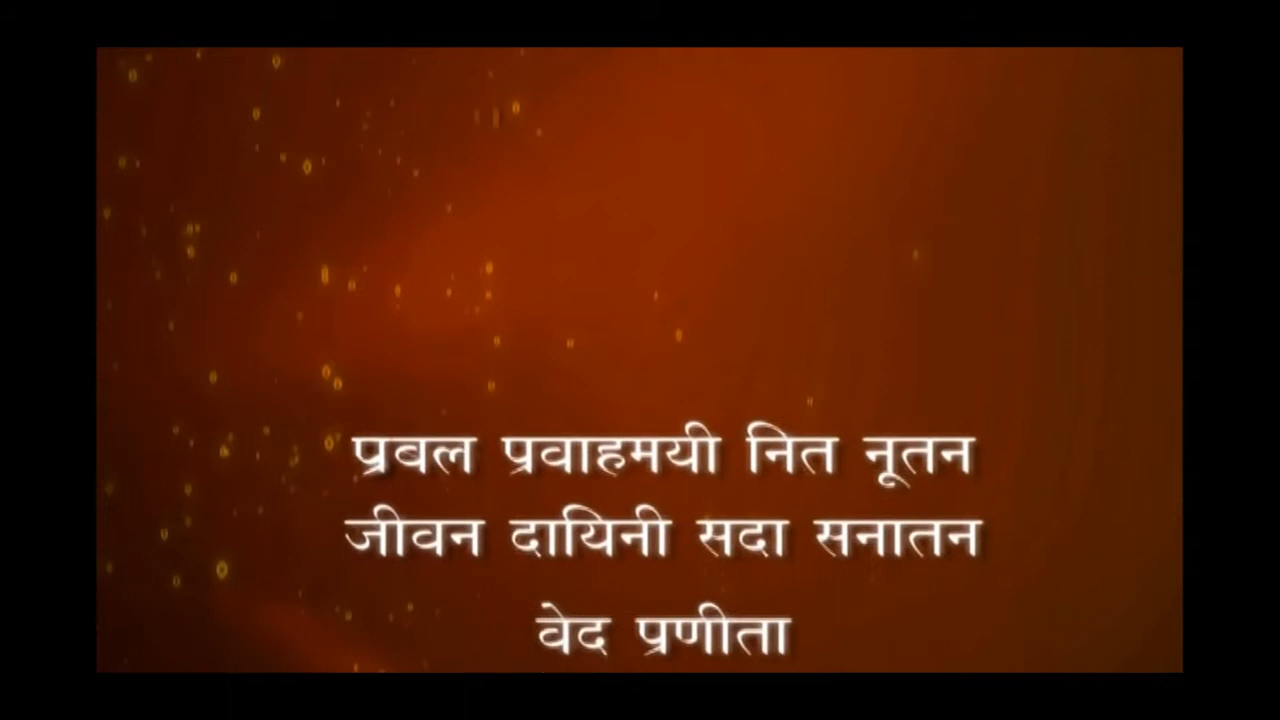 प्रबल प्रवाहमयी नित नूतन
जीवन दायिनी सदा सनातन
वेद प्रणीता